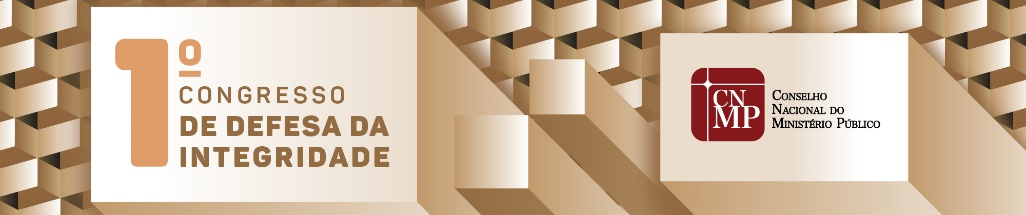 1º
CONGRESSO
DE DEFESA DA
INTEGRIDADE
CN
MP
CONSELHO
NACIONAL DO
MINISTÉRIO PÚBLICO